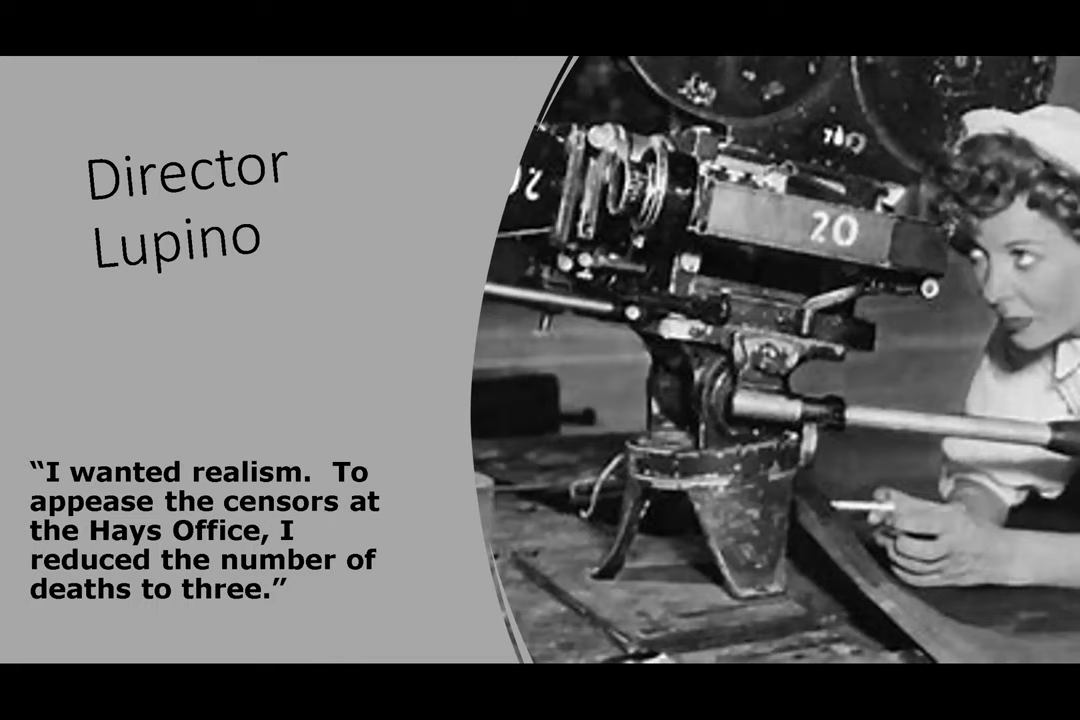 Director
Lupino
“I wanted realism.  To
appease the censors at
the Hays Office, I
reduced the number of
deaths to three.”
20